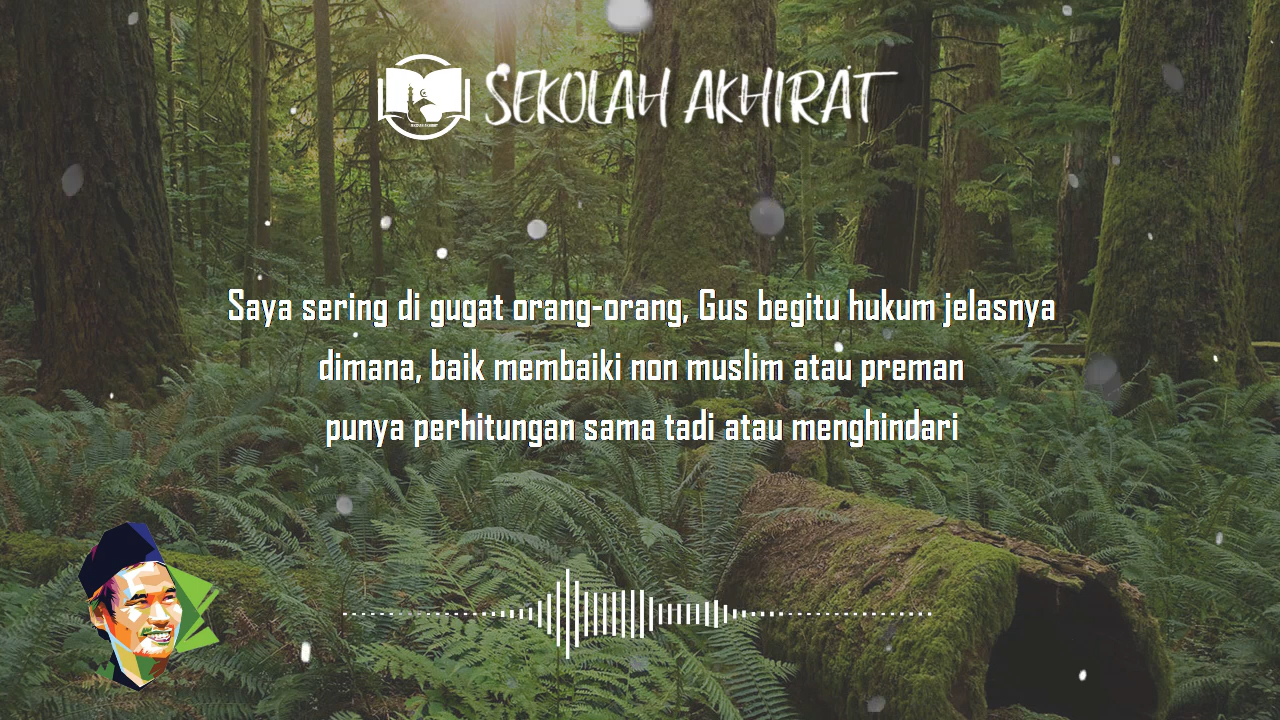 SEKOLAH AKHIRAT
Saya sering di gugat orang-orang, Gus begitu hukum jelasnya
dimana, baik membaiki non muslim atau preman
punya perhitungan sama tadi atau menghindari